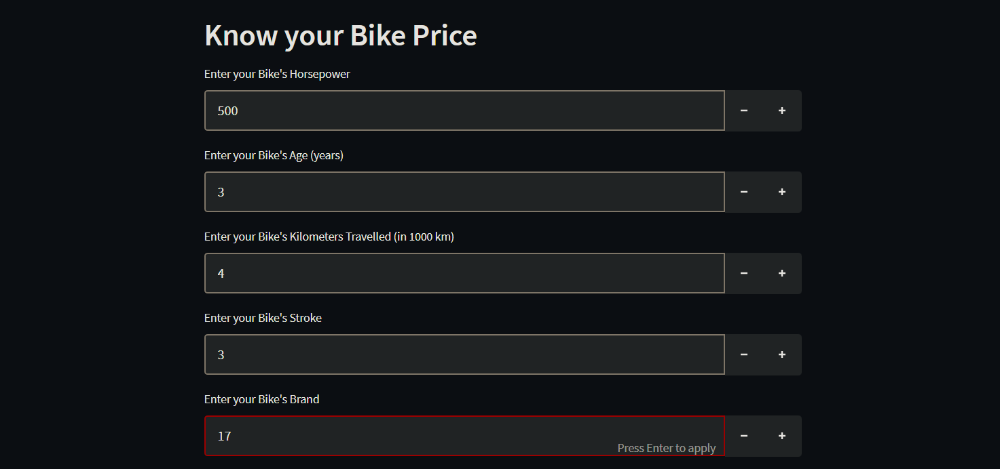 Know your Bike Price
Enter your Bike's Horsepower
500
Enter your Bike's Age (years)
3
Enter your Bike's Kilometers Travelled (in 1000 km)
4
Enter your Bike's Stroke
3
Enter your Bike's Brand
17
Press Enter to apply